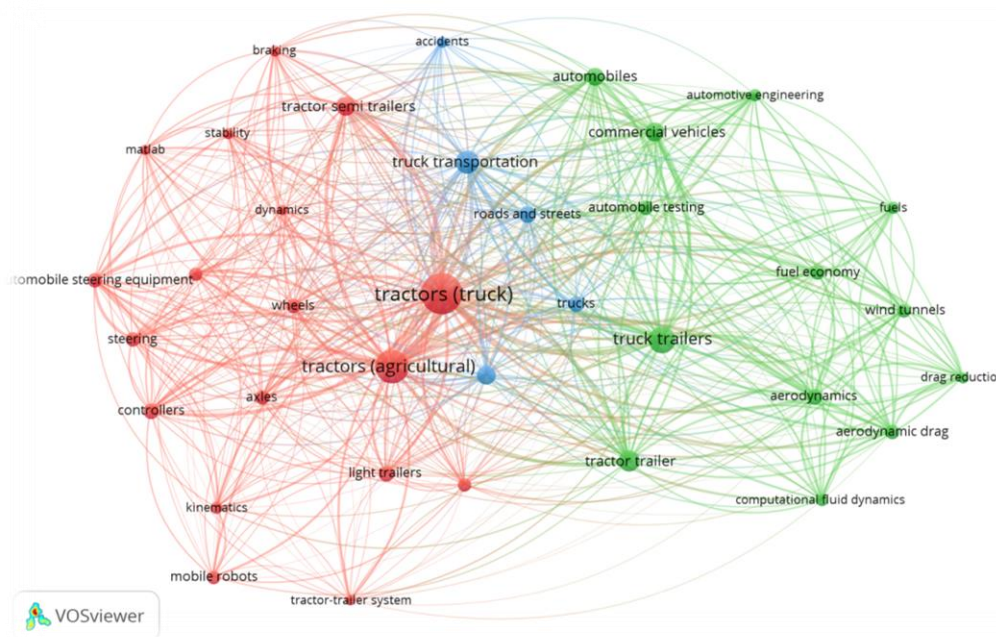 accidents
braking
automobiles
automotive engineering
tractor semi trailers
commercial vehicles
stability
matlab
truck transportation
dynamics
roads and streets
automobile testing
fuels
utomobile steering equipment
fuel economy
tractors (truck)
wheels
trucks
wind tunnels
steering
truck trailers
tractors (agricultural)
drag reductio
controllers
axles
aerodynamics
aerodynamic drag
light trailers
tractor trailer
kinematics
computational fluid dynamics
mobile robots
tractor-trailer system
VOSviewer